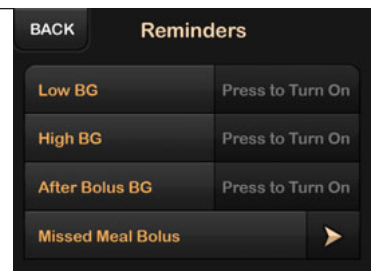 BACK Reminders
Low BG Press to Turn On
High BG Press to Turn On
After Bolus BG Press to Turn On
Missed Meal Bolus